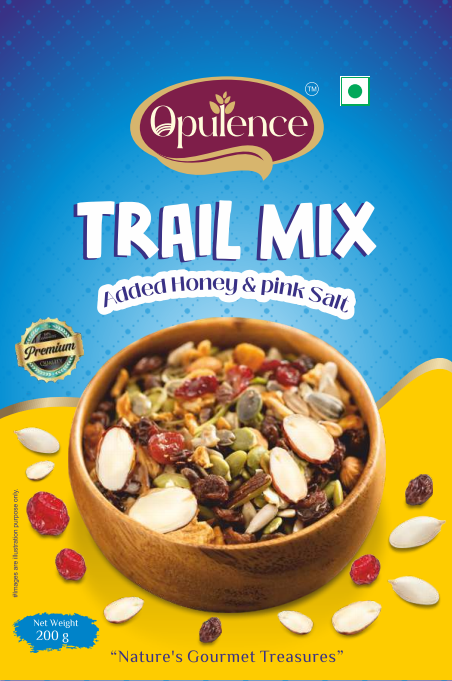 Opulence
TM
TRAIL MIX
Added Honey & pink Salt
Premium
QUALITY
#Images are illustration purpose only.
Net Weight
200 g
“Nature's Gourmet Treasures”